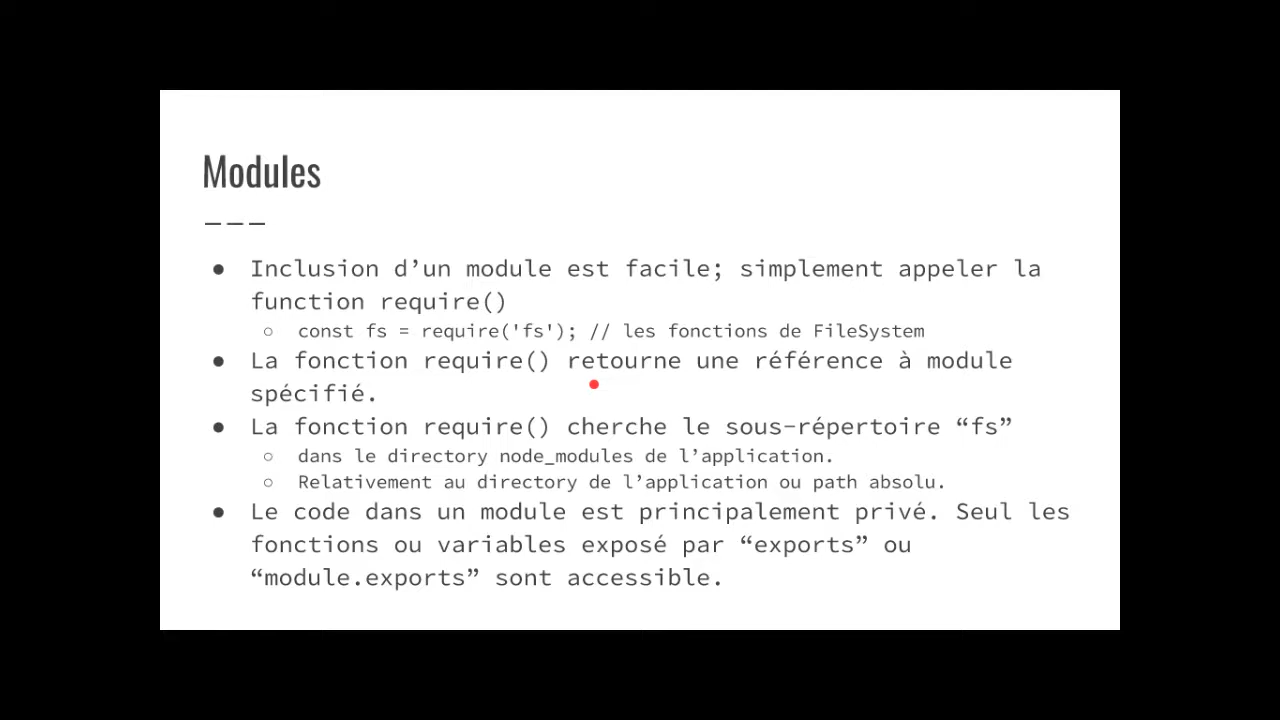 Modules
● Inclusion d’un module est facile; simplement appeler la
function require()
○ const fs = require('fs'); // les fonctions de FileSystem
● La fonction require() retourne une référence à module
spécifié.
● La fonction require() cherche le sous-répertoire “fs”
○ dans le directory node_modules de l’application.
○ Relativement au directory de l’application ou path absolu.
● Le code dans un module est principalement privé. Seul les
fonctions ou variables exposé par “exports” ou
“module.exports” sont accessible.